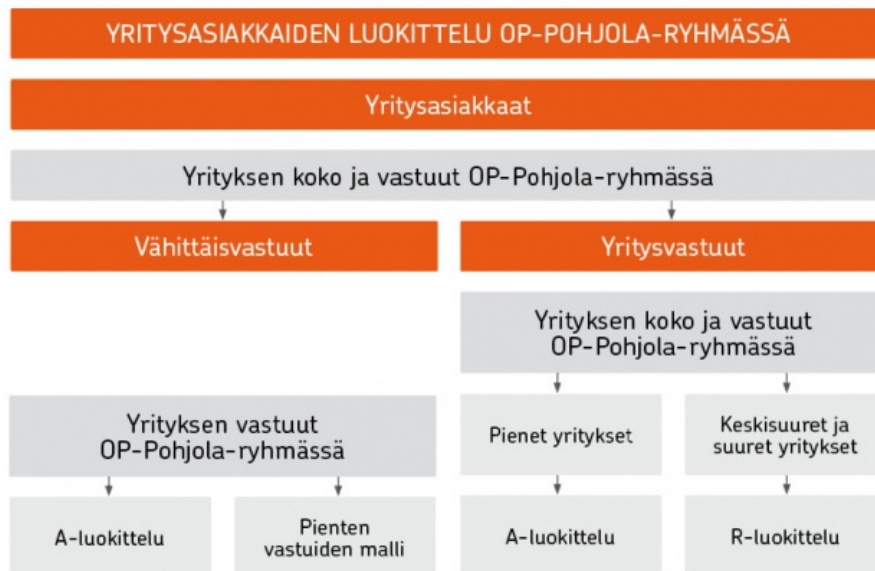 YRITYSASIAKKAIDEN LUOKITTELU OP-POHJOLA-RYHMÄSSÄ
Yritysasiakkaat
Yrityksen koko ja vastuut OP-Pohjola-ryhmässä
Vähittäisvastuut
Yritysvastuut
Yrityksen koko ja vastuut
OP-Pohjola-ryhmässä
Yrityksen vastuut
OP-Pohjola-ryhmässä
Pienet yritykset
Keskisuuret ja
suuret yritykset
A-luokittelu
Pienten
vastuiden malli
A-luokittelu
R-luokittelu